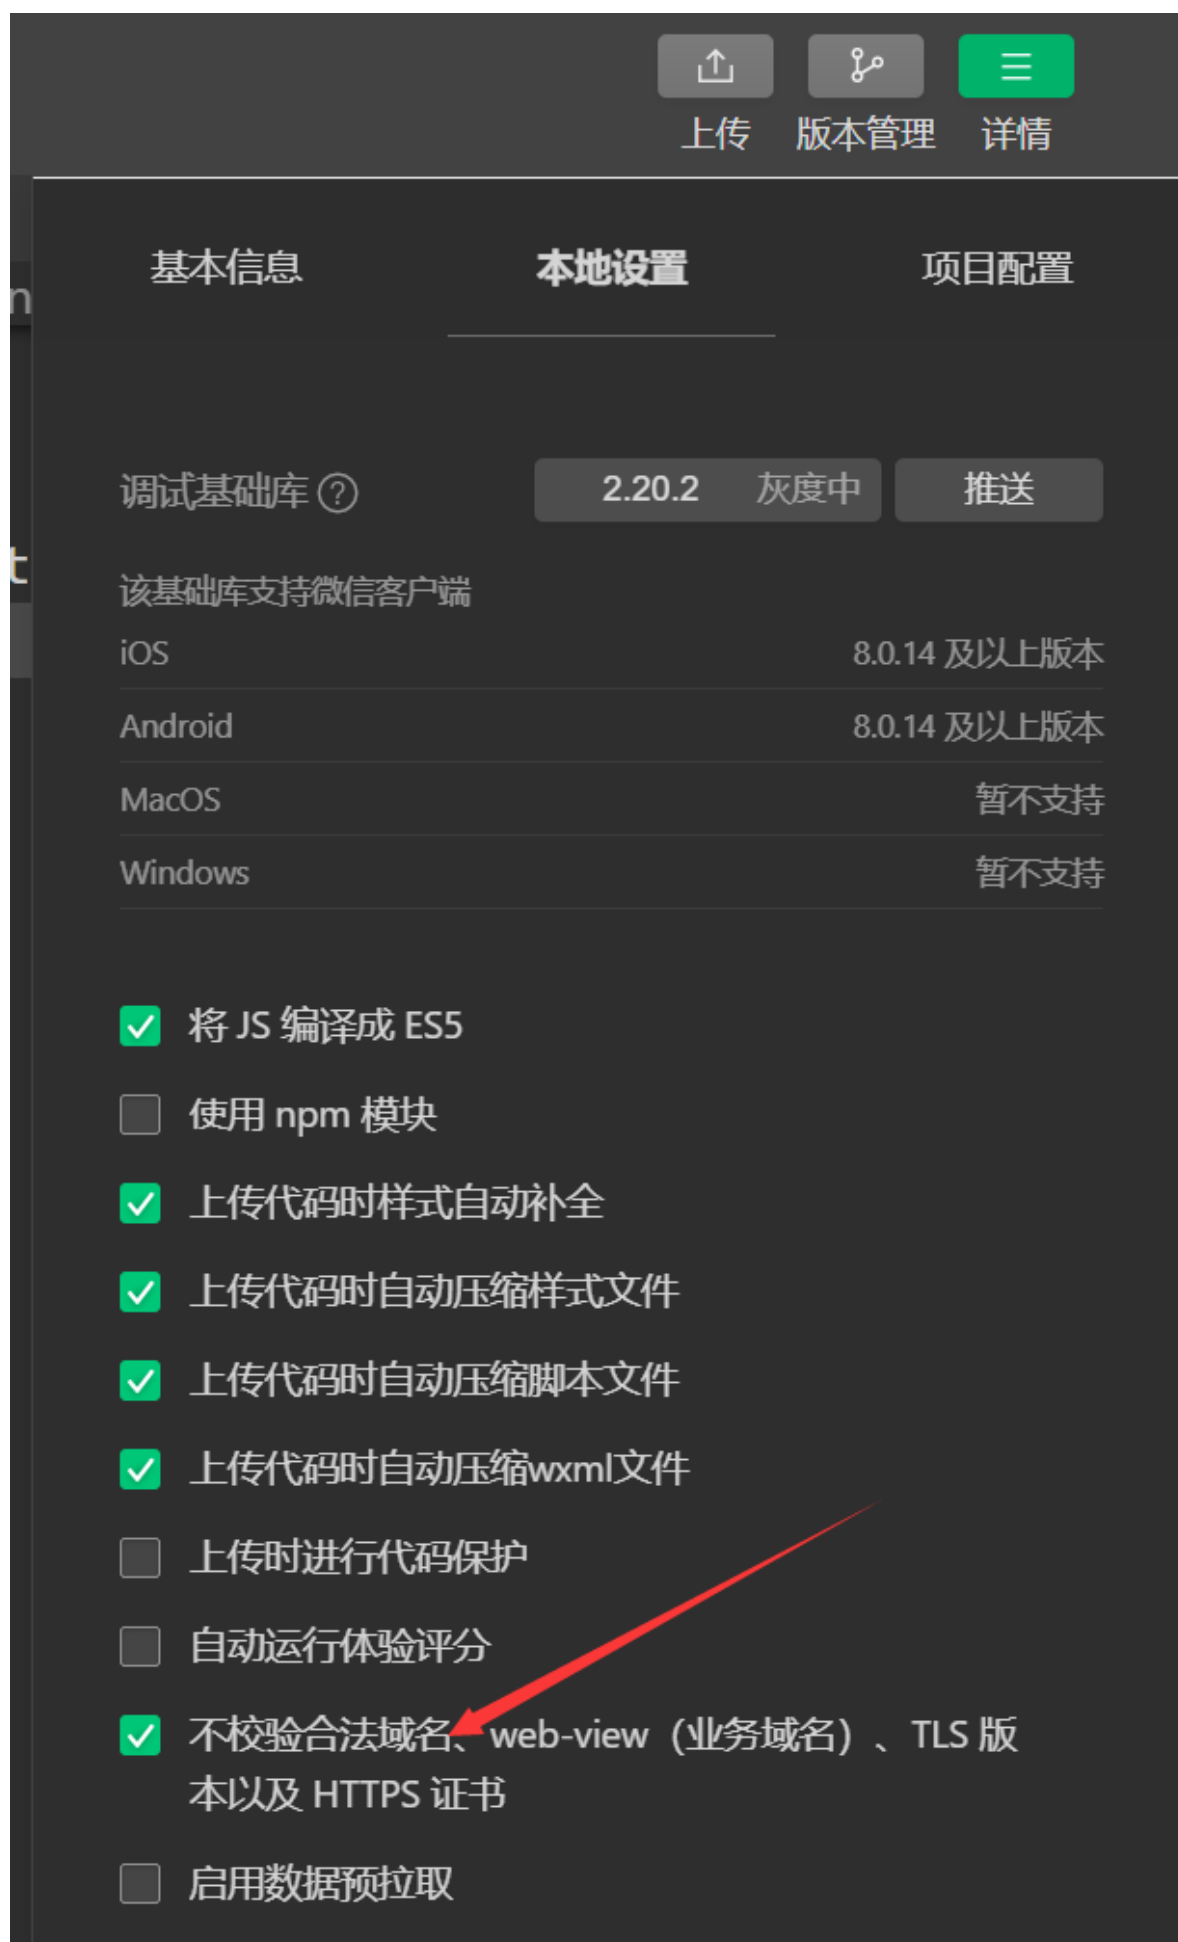 上传 版本管理 详情
基本信息 本地设置 项目配置
n
调试基础库 ? 2.20.2 灰度中 推送
t
该基础库支持微信客户端
iOS 8.0.14 及以上版本
Android 8.0.14 及以上版本
MacOS 暂不支持
Windows 暂不支持
将 JS 编译成 ES5
使用 npm 模块
上传代码时样式自动补全
上传代码时自动压缩样式文件
上传代码时自动压缩脚本文件
上传代码时自动压缩wxml文件
上传时进行代码保护
自动运行体验评分
不校验合法域名、web-view（业务域名）、TLS 版
本以及 HTTPS 证书
启用数据预拉取